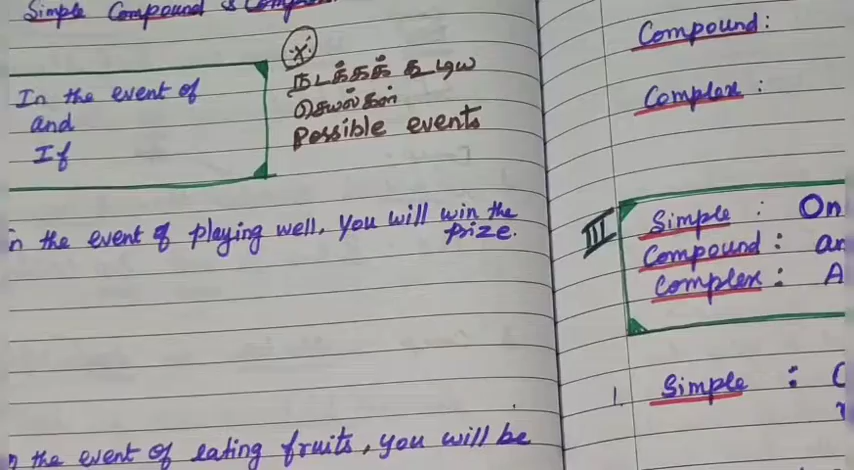 Simple Compound &
In the event of
and
If
நடக்கக் கூடிய
செயல்கள்
Possible events
In the event of playing well, you will win the
prize.
the event of eating fruits, you will be
Compound:
Complex:
III
Simple : On
Compound :
Complex : A
1. Simple :